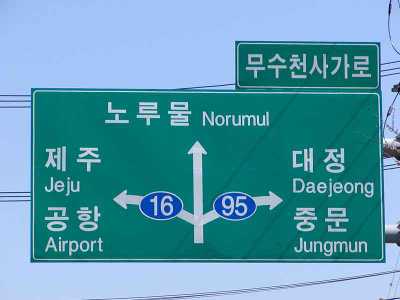 무수천사가로
노루물 Norumul
제주
Jeju
공항
Airport
16
95
대정
Daejeong
중문
Jungmun